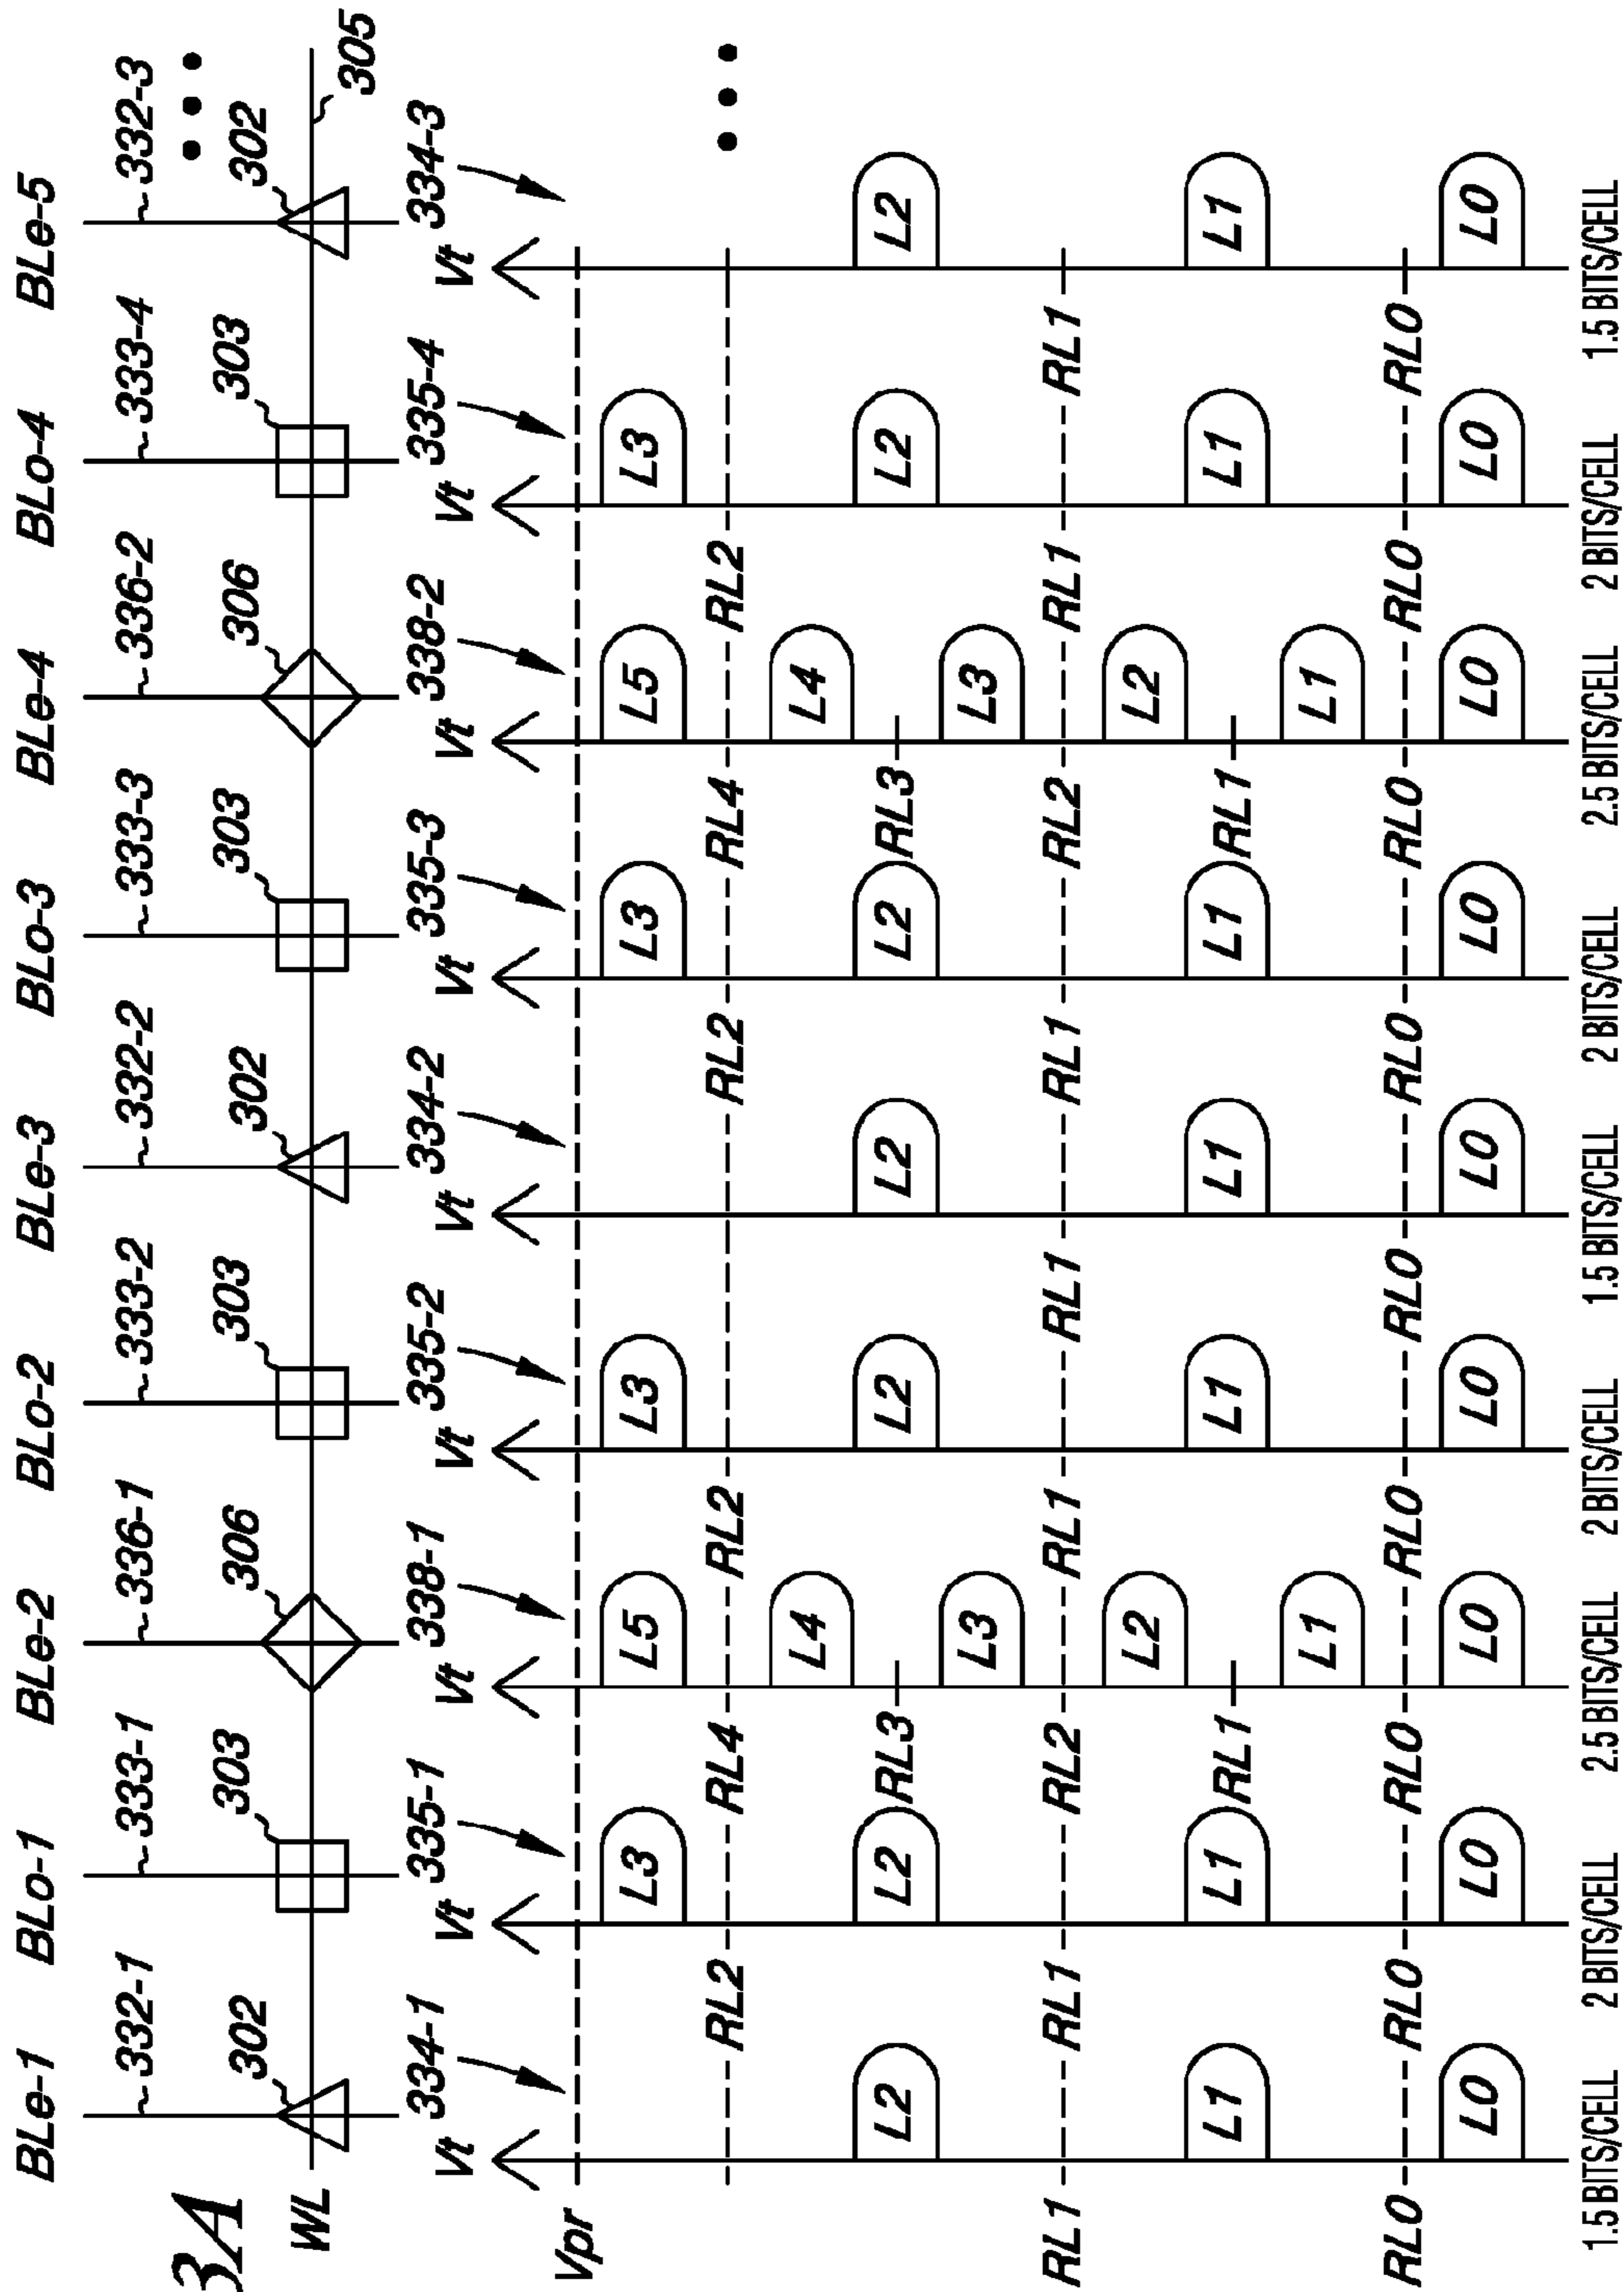 3A
BLe-1 BLo-1 BLe-2 BLo-2 BLe-3 BLo-3 BLe-4 BLo-4 BLe-5
332-1 333-1 336-1 333-2 332-2 333-3 336-2 333-4 332-3
302 303 306 303 302 303 306 303 302
WL 305
334-1 335-1 338-1 335-2 334-2 335-3 338-2 335-4 334-3
Vt Vt Vt Vt Vt Vt Vt Vt Vt
Vpr
L3 L5 L3 L3 L5 L3
RL2 RL4 RL2 RL2 RL4 RL2
L4 L4
L2 L2 RL3 L2 L2 L2 RL3 L2 L2
L3 L3
RL1 RL1 RL2 RL1 RL1 RL1 RL2 RL1 RL1
L2 L2
L1 L1 RL1 L1 L1 L1 RL1 L1 L1
L1 L1
RL0 RL0 RL0 RL0 RL0 RL0 RL0 RL0 RL0
L0 L0 L0 L0 L0 L0 L0 L0 L0
1.5 BITS/CELL 2 BITS/CELL 2.5 BITS/CELL 2 BITS/CELL 1.5 BITS/CELL 2 BITS/CELL 2.5 BITS/CELL 2 BITS/CELL 1.5 BITS/CELL